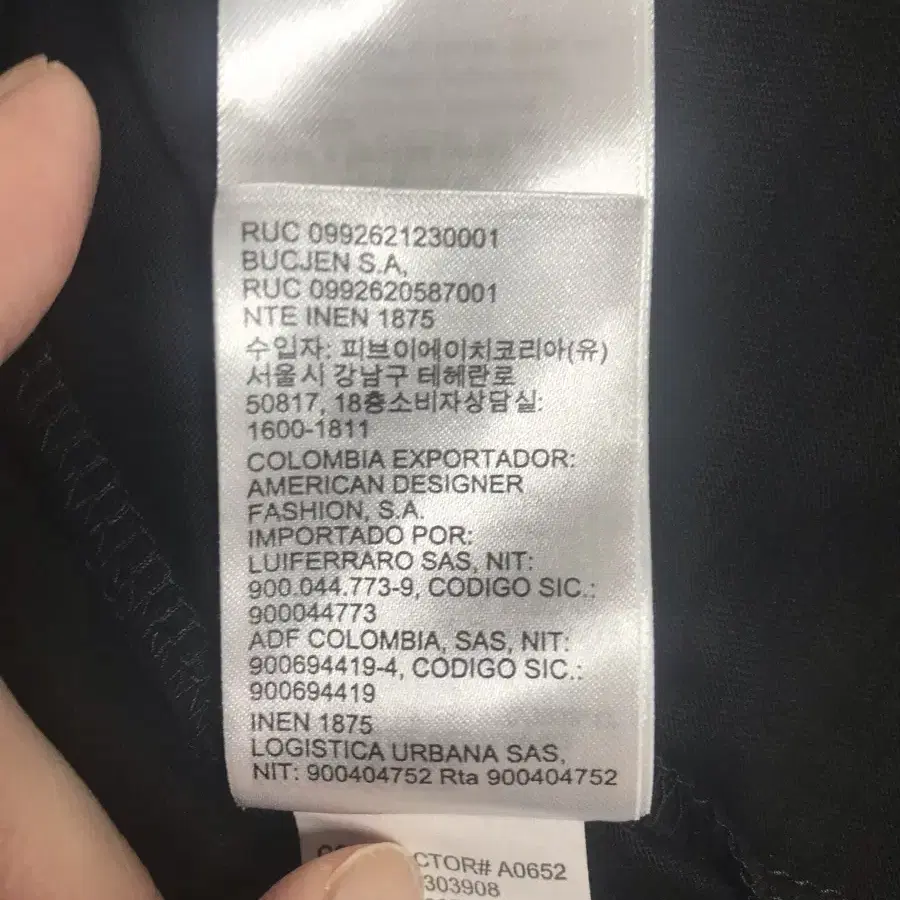 RUC 0992621230001
BUCJEN S.A,
RUC 0992620587001
NTE INEN 1875
수입자: 피브이에이치코리아(유)
서울시 강남구 테헤란로
50817, 18층소비자상담실:
1600-1811
COLOMBIA EXPORTADOR:
AMERICAN DESIGNER
FASHION, S.A.
IMPORTADO POR:
LUIFERRARO SAS, NIT:
900.044.773-9, CODIGO SIC.:
900044773
ADF COLOMBIA, SAS, NIT:
900694419-4, CODIGO SIC.:
900694419
INEN 1875
LOGISTICA URBANA SAS,
NIT: 900404752 Rta 900404752
CTOR# A0652
303908